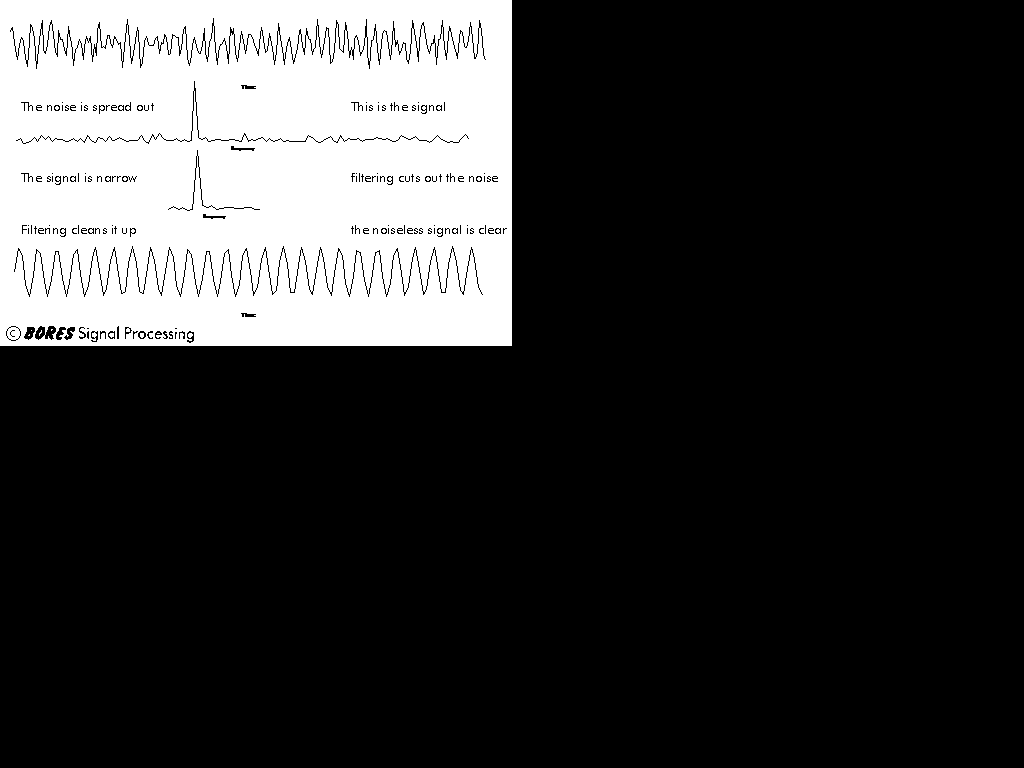 The noise is spread out
This is the signal
The signal is narrow
filtering cuts out the noise
Filtering cleans it up
the noiseless signal is clear
© BORES Signal Processing